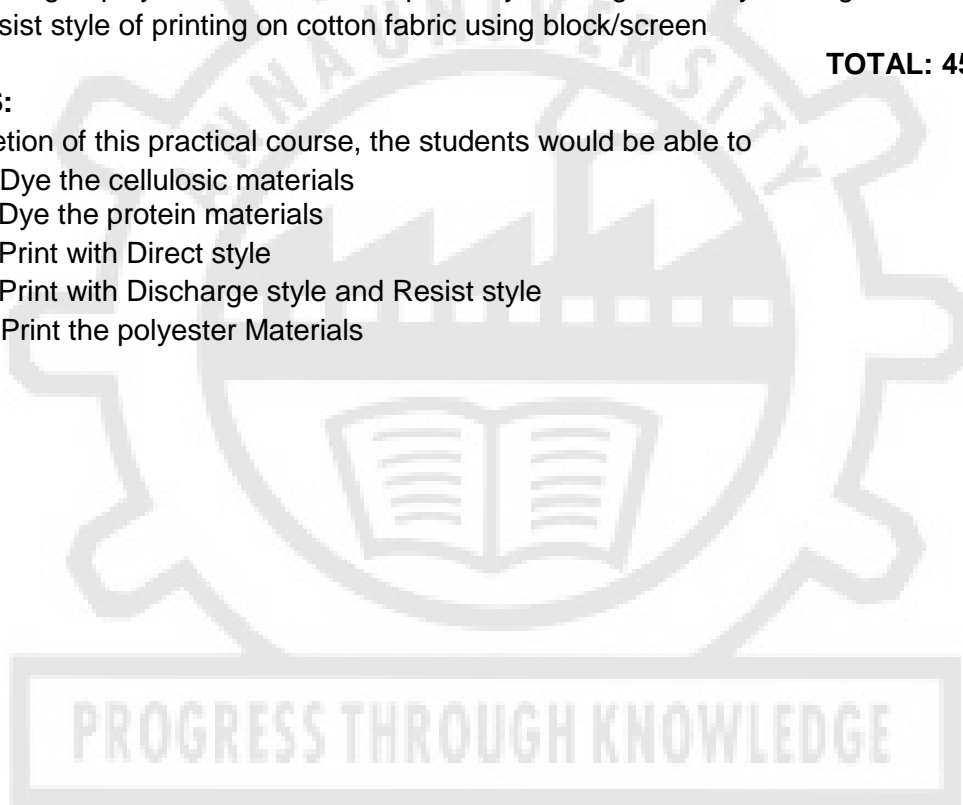 sist style of printing on cotton fabric using block/screen
TOTAL: 45
S:
etion of this practical course, the students would be able to
Dye the cellulosic materials
Dye the protein materials
Print with Direct style
Print with Discharge style and Resist style
Print the polyester Materials
PROGRESS THROUGH KNOWLEDGE